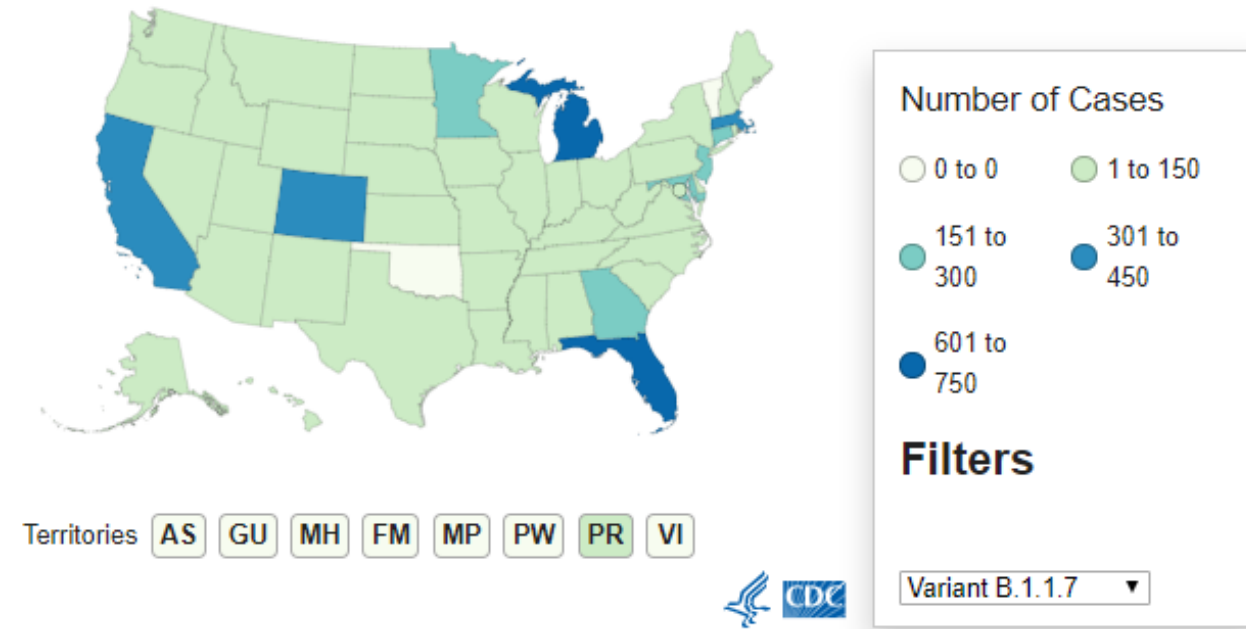 Number of Cases
0 to 0
1 to 150
151 to
300
301 to
450
601 to
750
Filters
Variant B.1.1.7
Territories AS GU MH FM MP PW PR VI
CDC